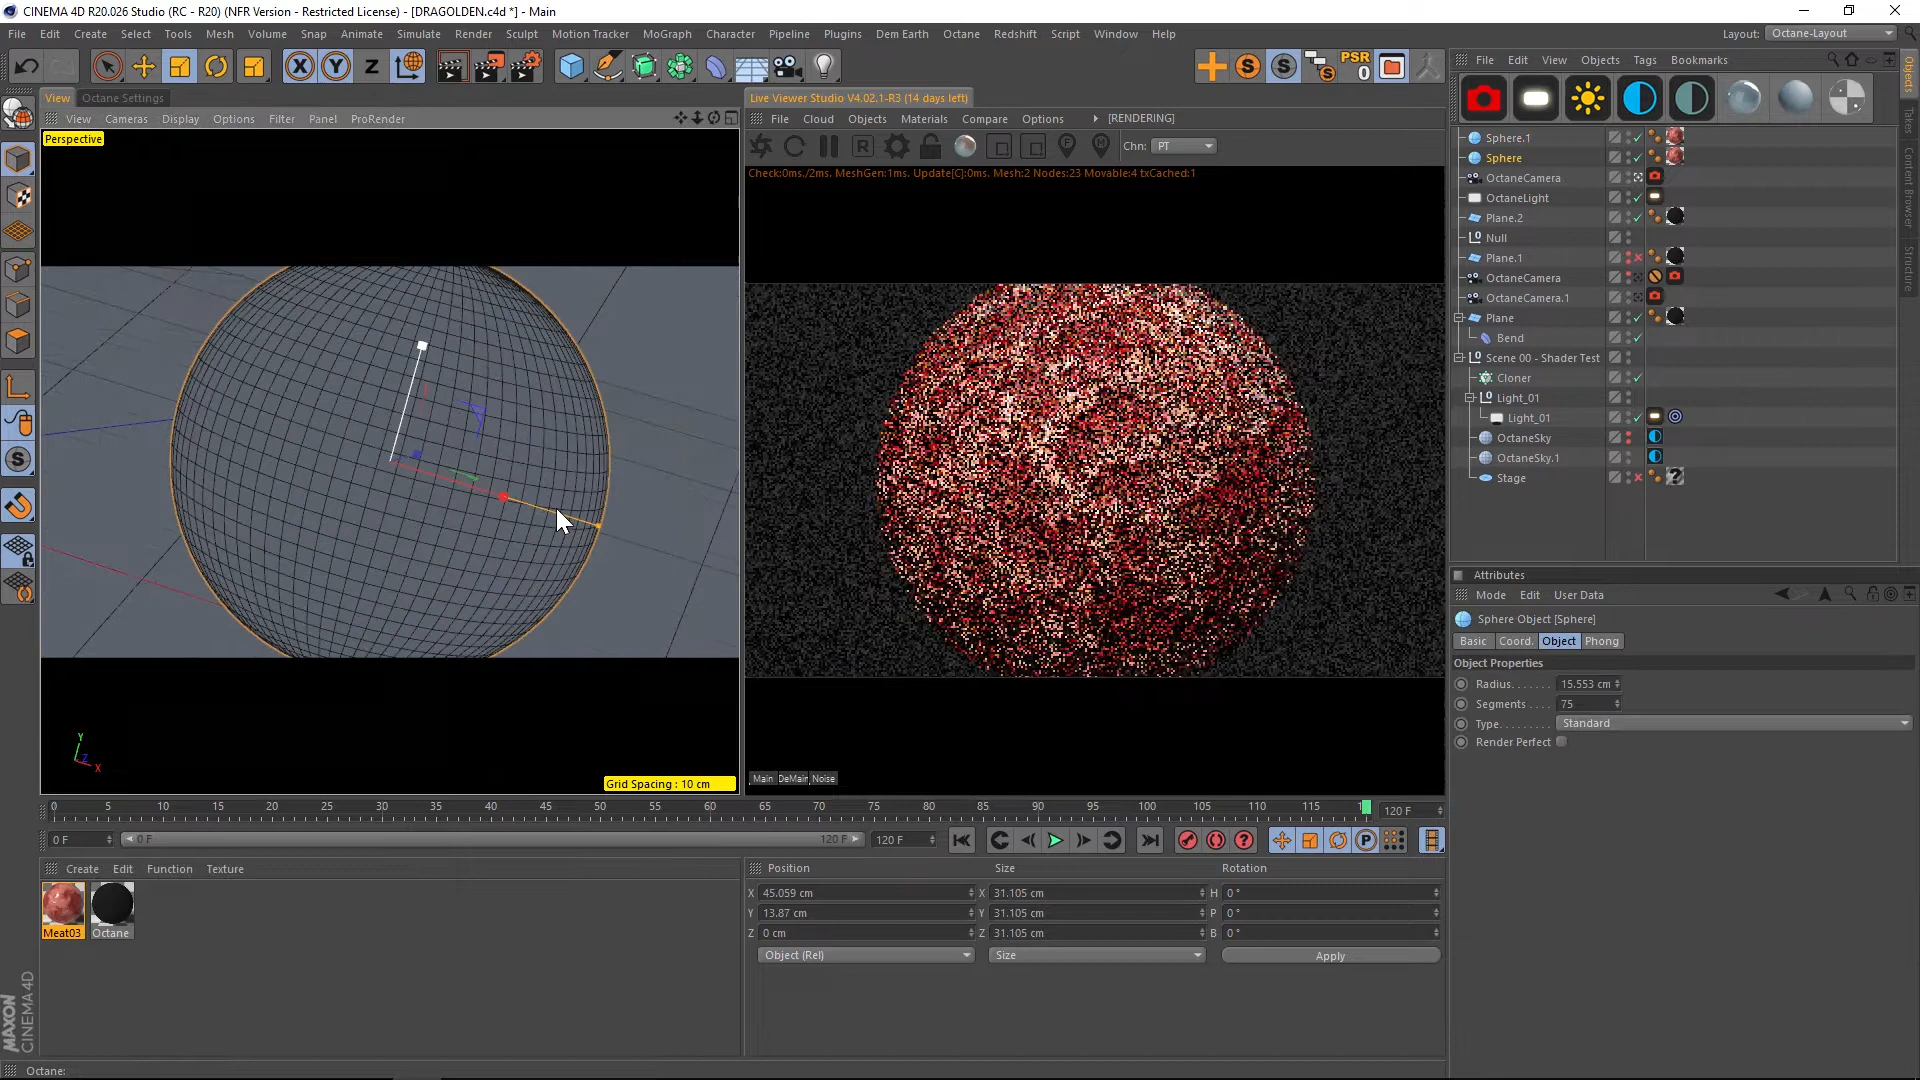 CINEMA 4D R20.026 Studio (RC - R20) (NFR Version - Restricted License) - [DRAGOLDEN.c4d *] - Main
File Edit Create Select Tools Mesh Volume Snap Animate Simulate Render Sculpt Motion Tracker MoGraph Character Pipeline Plugins Dem Earth Octane Redshift Script Window Help
Layout: Octane-Layout
X Y Z
PSR
0
View Octane Settings
View Cameras Display Options Filter Panel ProRender
Perspective
Y
Z
X
Grid Spacing : 10 cm
Live Viewer Studio V4.02.1-R3 (14 days left)
File Cloud Objects Materials Compare Options [RENDERING]
Chn: PT
Check:0ms./2ms. MeshGen:1ms. Update[C]:0ms. Mesh:2 Nodes:23 Movable:4 txCached:1
Main DeMain Noise
File Edit View Objects Tags Bookmarks
Sphere.1
Sphere
OctaneCamera
OctaneLight
Plane.2
Null
Plane.1
OctaneCamera
OctaneCamera.1
Plane
Bend
Scene 00 - Shader Test
Cloner
Light_01
Light_01
OctaneSky
OctaneSky.1
Stage
Objects
Takes
Content Browser
Structure
Attributes
Mode Edit User Data
Sphere Object [Sphere]
Basic Coord. Object Phong
Object Properties
Radius. . . . . . . 15.553 cm
Segments . . . . 75
Type. . . . . . . . . Standard
Render Perfect
0 5 10 15 20 25 30 35 40 45 50 55 60 65 70 75 80 85 90 95 100 105 110 115
120 F
0 F 0 F 120 F 120 F
Create Edit Function Texture
Meat03 Octane
Position Size Rotation
X 45.059 cm X 31.105 cm H 0 °
Y 13.87 cm Y 31.105 cm P 0 °
Z 0 cm Z 31.105 cm B 0 °
Object (Rel) Size Apply
MAXON
CINEMA 4D
Octane: